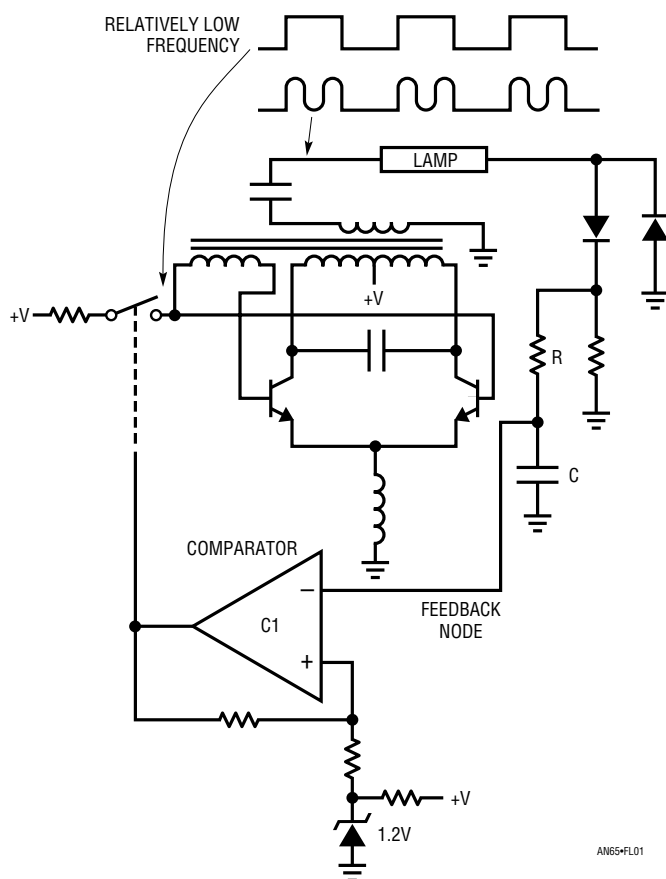 RELATIVELY LOW
FREQUENCY
LAMP
+V
+V
R
C
COMPARATOR
C1
−
+
FEEDBACK
NODE
+V
1.2V
AN65•FL01